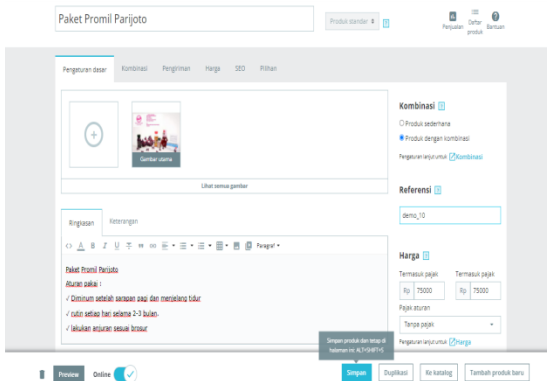 Paket Promil Parijoto
Produk standar
Penjualan
Daftar produk
Bantuan
Pengaturan dasar
Kombinasi
Pengiriman
Harga
SEO
Pilihan
Gambar utama
Lihat semua gambar
Kombinasi
Produk sederhana
Produk dengan kombinasi
Pengaturan lanjut untuk Kombinasi
Referensi
demo_10
Ringkasan
Keterangan
Paragraf
Paket Promil Parijoto
Aturan pakai :
√ Diminum setelah sarapan pagi dan menjelang tidur
√ rutin setiap hari selama 2-3 bulan.
√ lakukan anjuran sesuai brosur
Harga
Termasuk pajak
Termasuk pajak
Rp 75000
Rp 75000
Pajak aturan
Tanpa pajak
Pengaturan lanjut untuk Harga
Simpan produk dan tetap di
halaman ini: ALT+SHIFT+S
Preview
Online
Simpan
Duplikasi
Ke katalog
Tambah produk baru